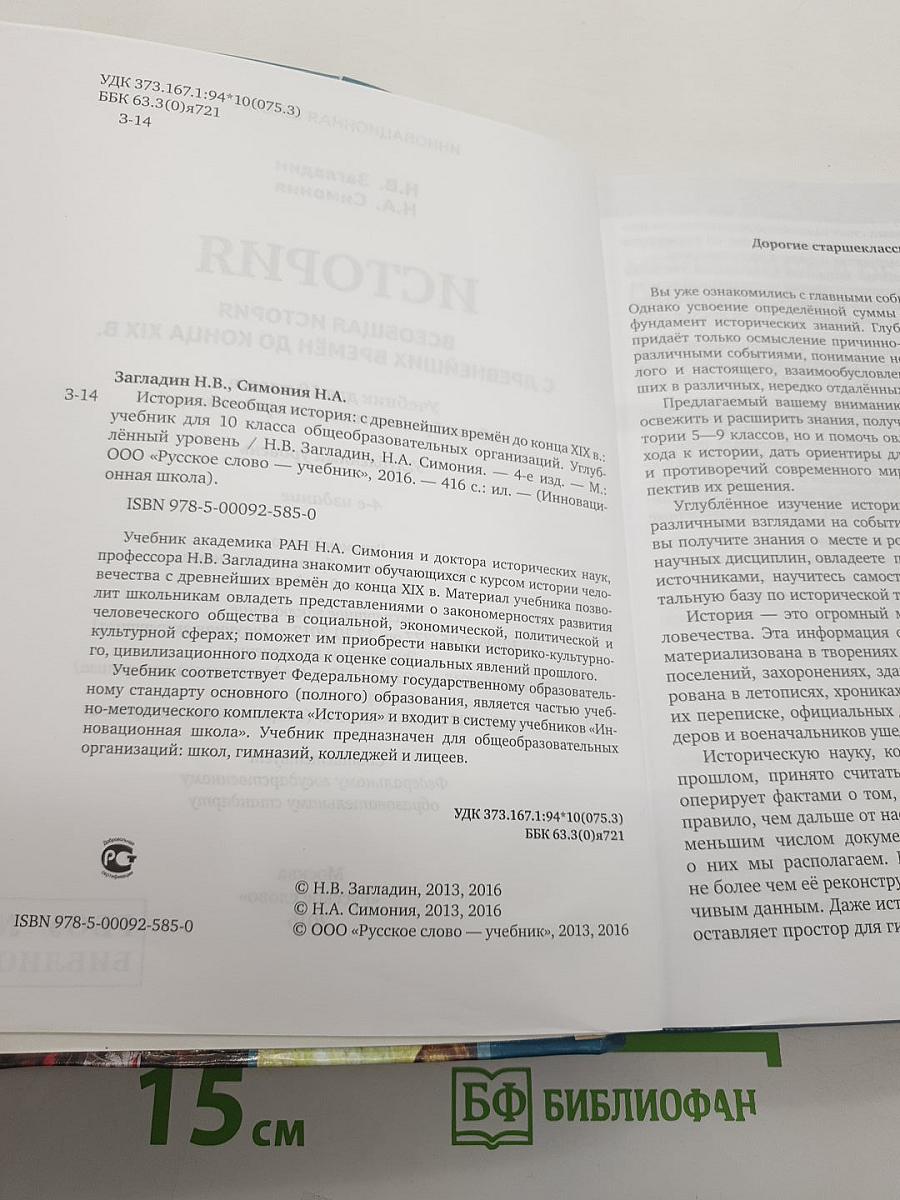 УДК 373.167.1:94*10(075.3)
ББК 63.3(0)я721
З-14
Загладин Н.В., Симония Н.А.
З-14
История. Всеобщая история: с древнейших времён до конца XIX в.:
учебник для 10 класса общеобразовательных организаций. Углуб-
лённый уровень / Н.В. Загладин, Н.А. Симония. — 4-е изд. — М.:
ООО «Русское слово — учебник», 2016. — 416 с.: ил. — (Инноваци-
онная школа).
ISBN 978-5-00092-585-0
Учебник академика РАН Н.А. Симония и доктора исторических наук,
профессора Н.В. Загладина знакомит обучающихся с курсом истории чело-
вечества с древнейших времён до конца XIX в. Материал учебника позво-
лит школьникам овладеть представлениями о закономерностях развития
человеческого общества в социальной, экономической, политической и
культурной сферах; поможет им приобрести навыки историко-культурно-
го, цивилизационного подхода к оценке социальных явлений прошлого.
Учебник соответствует Федеральному государственному образователь-
ному стандарту основного (полного) образования, является частью учеб-
но-методического комплекта «История» и входит в систему учебников «Ин-
новационная школа». Учебник предназначен для общеобразовательных
организаций: школ, гимназий, колледжей и лицеев.
УДК 373.167.1:94*10(075.3)
ББК 63.3(0)я721
Добровольная
сертификация
© Н.В. Загладин, 2013, 2016
© Н.А. Симония, 2013, 2016
© ООО «Русское слово — учебник», 2013, 2016
ISBN 978-5-00092-585-0
Дорогие старшекласс
Вы уже ознакомились с главными соб
Однако усвоение определённой суммы
фундамент исторических знаний. Глуб
придаёт только осмысление причинно-
различными событиями, понимание не
лого и настоящего, взаимообусловлен
ших в различных, нередко отдалённых
Предлагаемый вашему вниманию
освежить и расширить знания, получ
тории 5—9 классов, но и помочь овл
хода к истории, дать ориентиры дл
и противоречий современного мир
пектив их решения.
Углублённое изучение истори
различными взглядами на событи
вы получите знания о месте и ро
научных дисциплин, овладеете п
источниками, научитесь самост
тальную базу по исторической т
История — это огромный м
ловечества. Эта информация с
материализована в творениях
поселений, захоронениях, зда
рована в летописях, хрониках
их переписке, официальных д
деров и военачальников уше
Историческую науку, ко
прошлом, принято считать
оперирует фактами о том,
правило, чем дальше от на
меньшим числом докуме
о них мы располагаем.
не более чем её реконстру
чивым данным. Даже ист
оставляет простор для ги
15 см
БФ БИБЛИОФАН